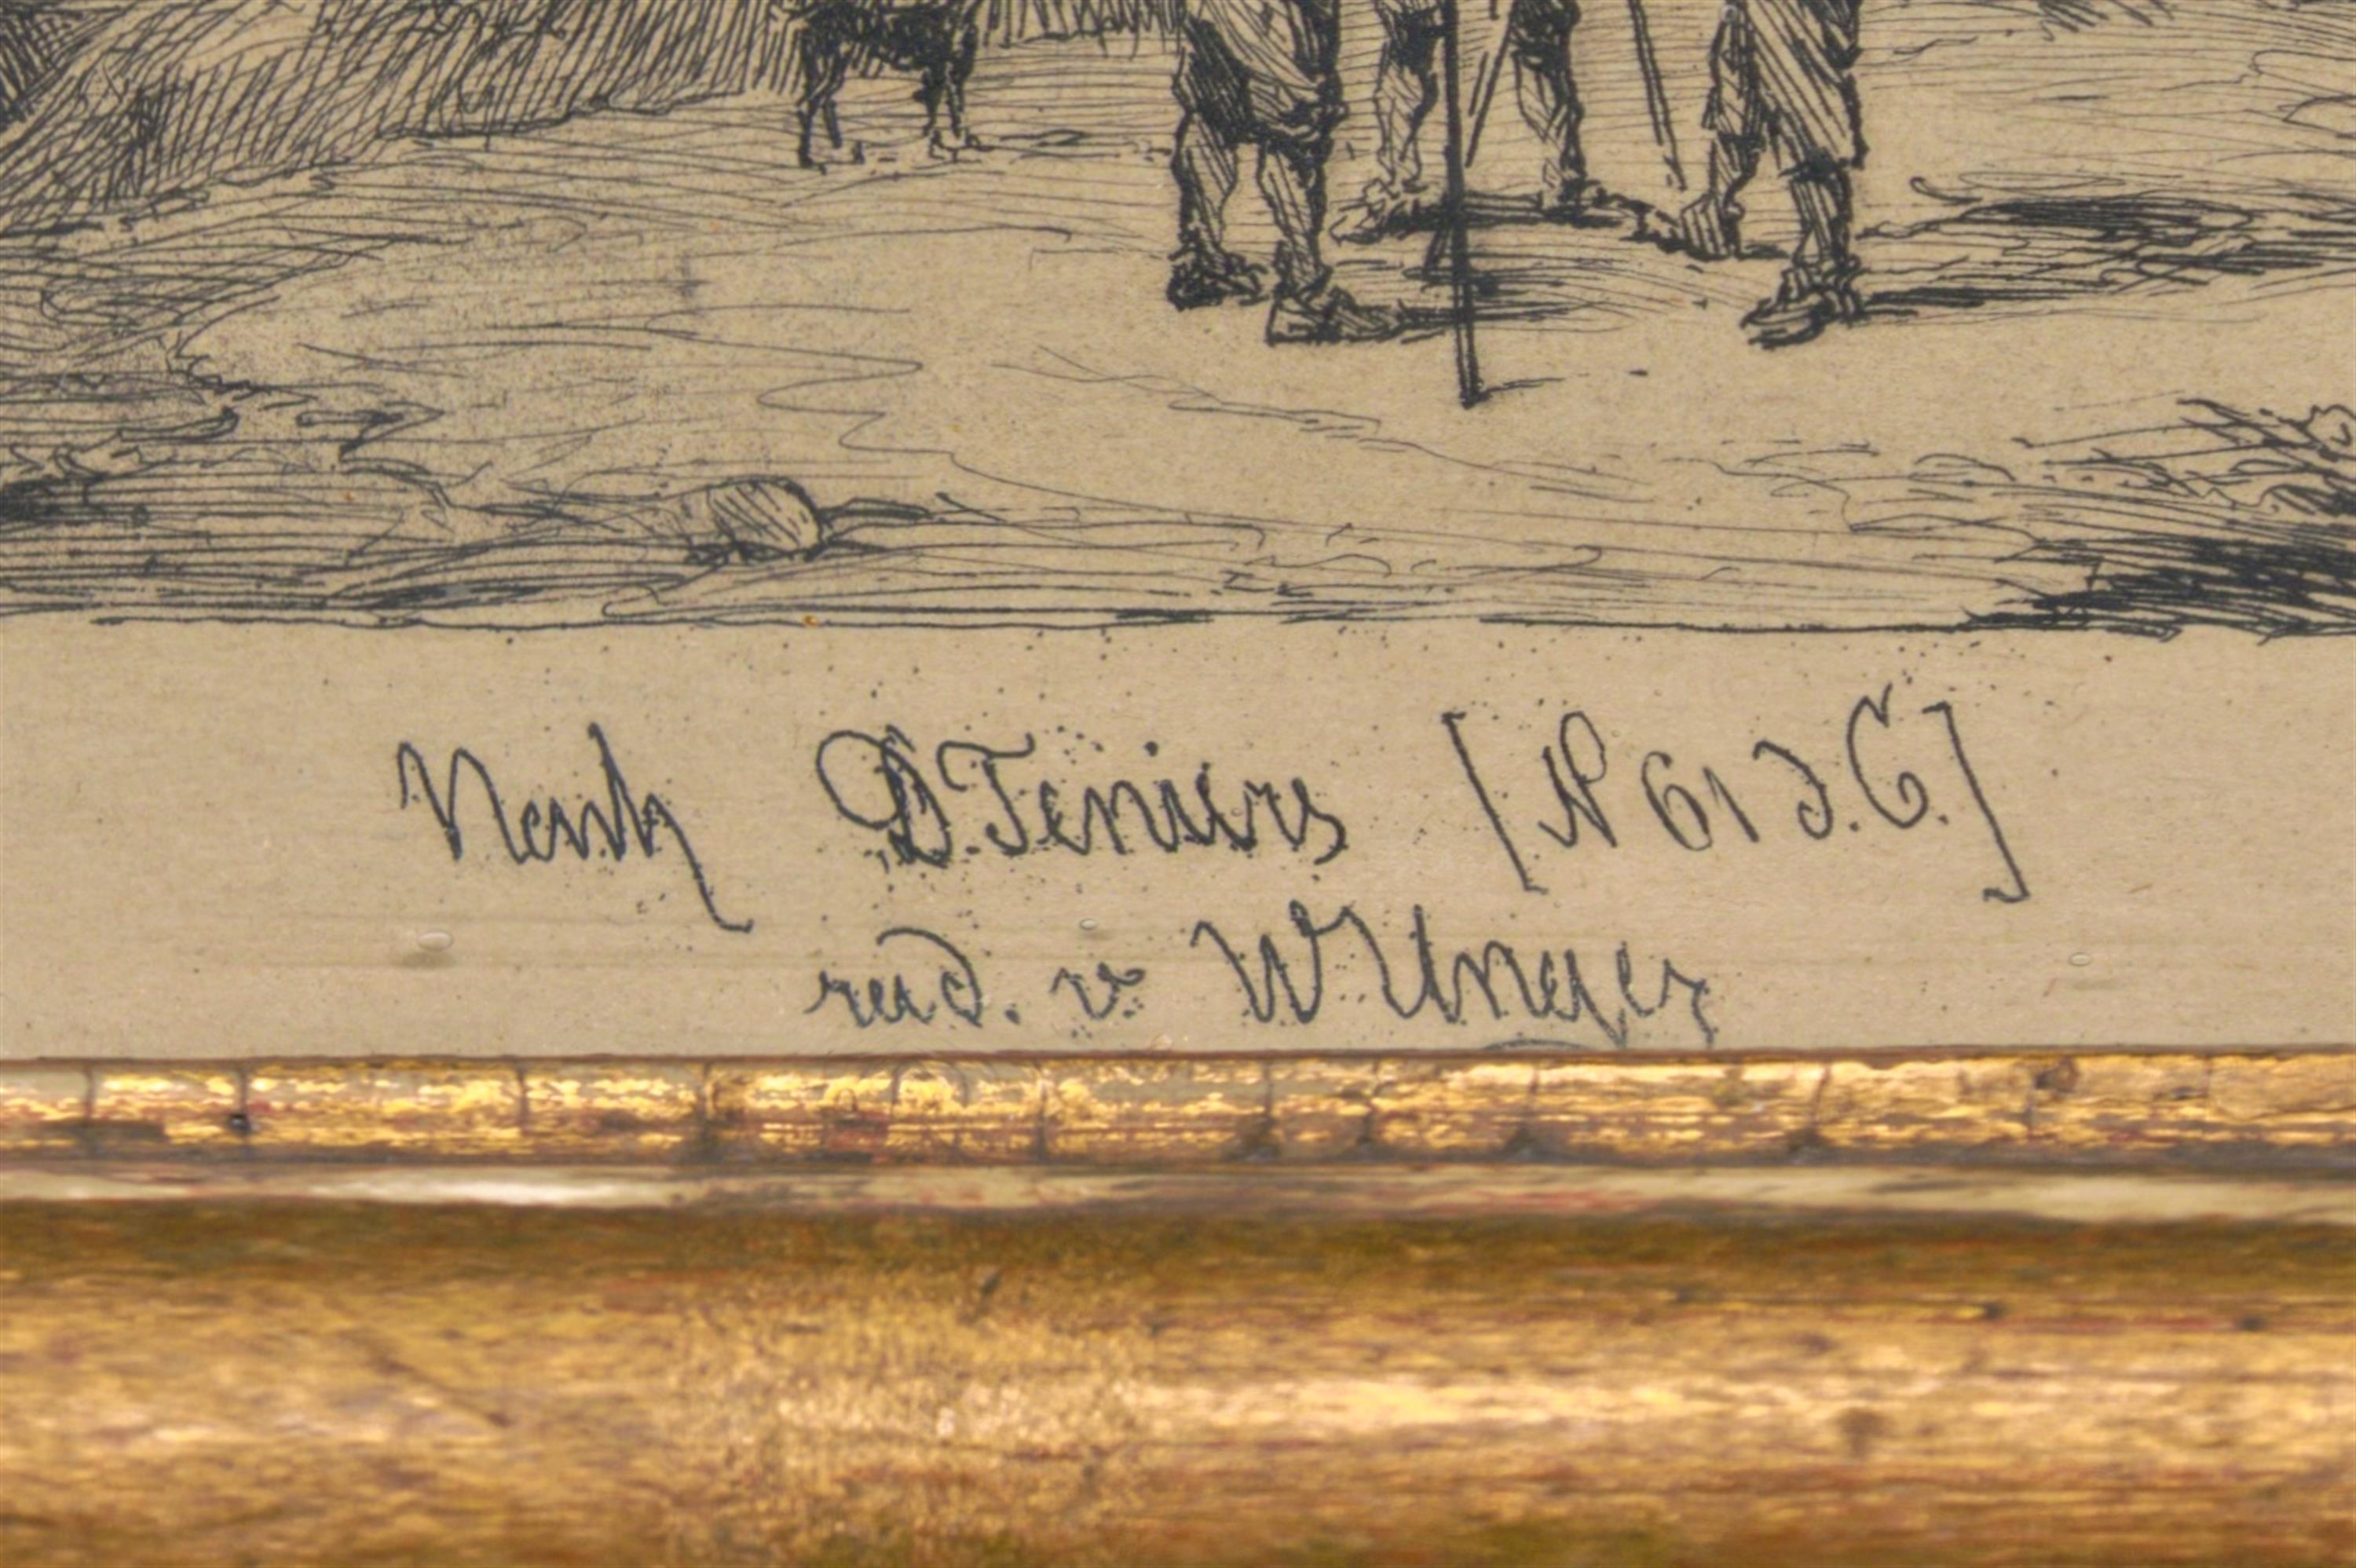 Nach D. Teniers [N 61 d. C.]
rad. v. W Unger